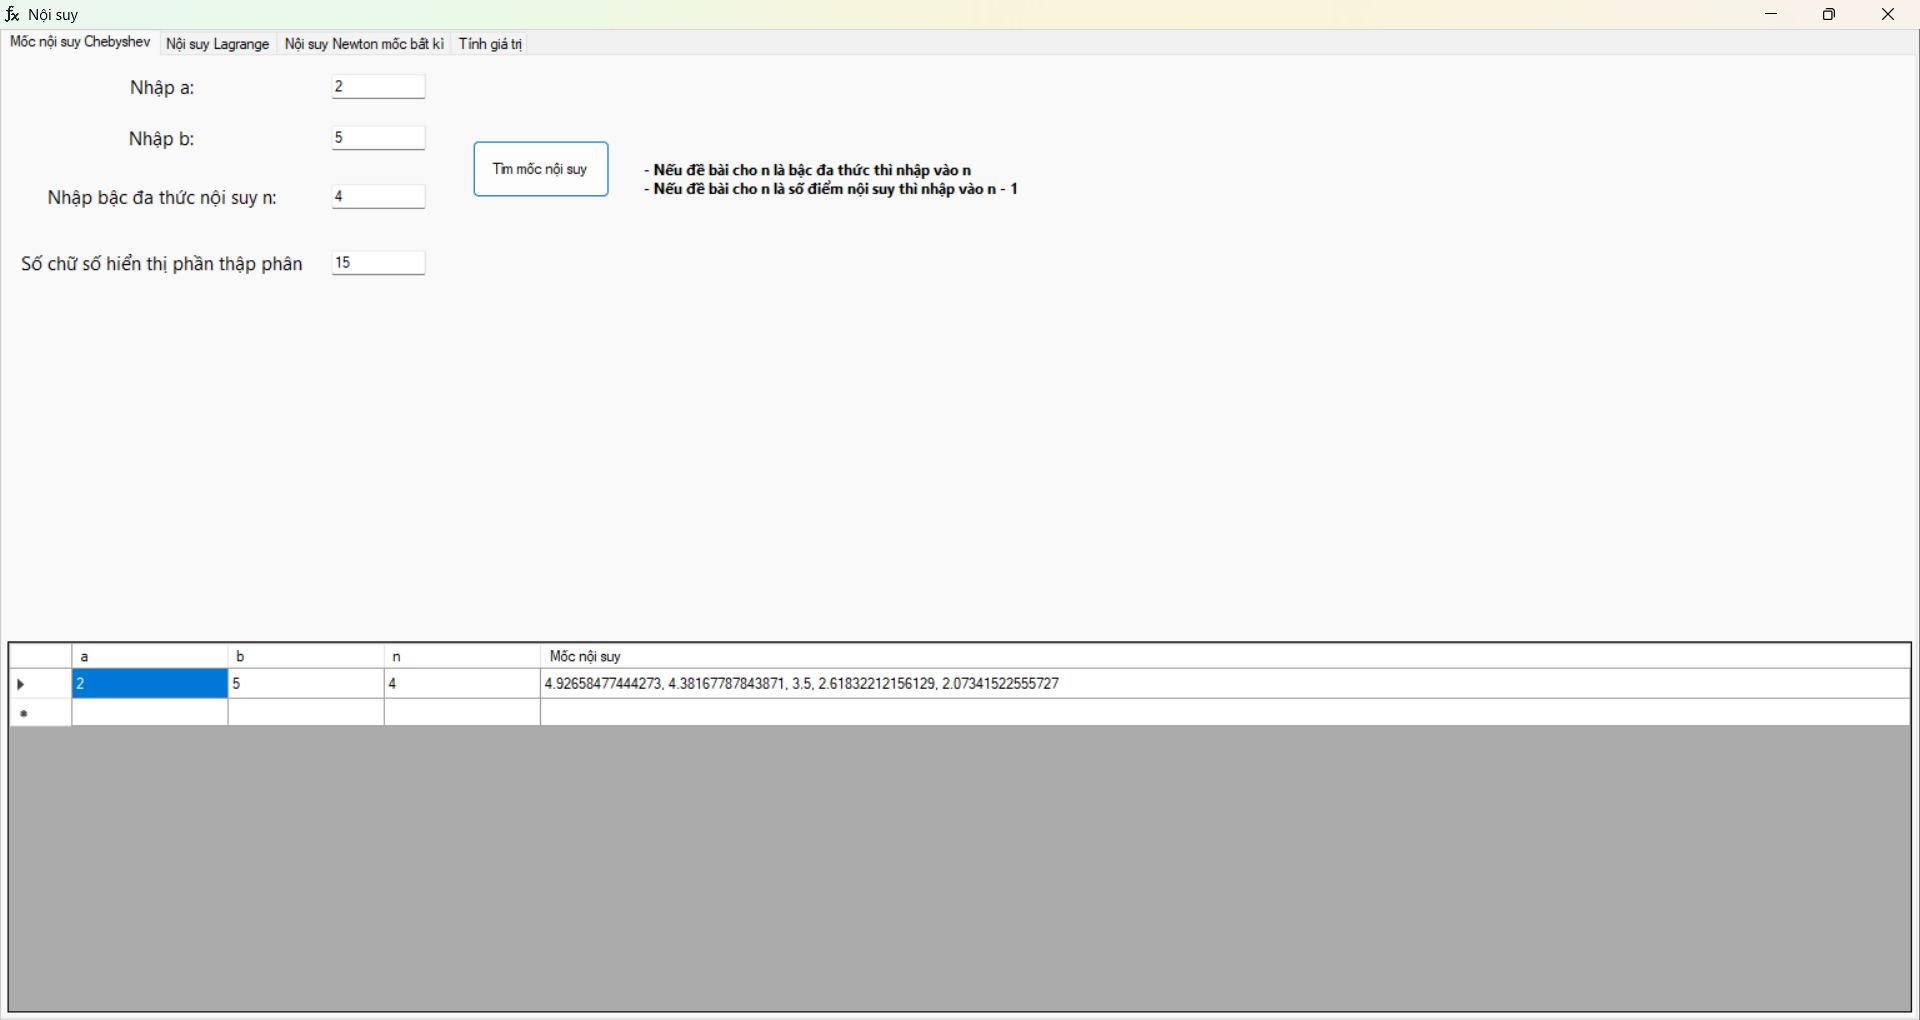 Nội suy
Mốc nội suy Chebyshev Nội suy Lagrange Nội suy Newton mốc bất kì Tính giá trị
Nhập a: 2
Nhập b: 5
Tìm mốc nội suy
- Nếu đề bài cho n là bậc đa thức thì nhập vào n
- Nếu đề bài cho n là số điểm nội suy thì nhập vào n - 1
Nhập bậc đa thức nội suy n: 4
Số chữ số hiển thị phần thập phân 15
a b n Mốc nội suy
2 5 4 4.92658477444273, 4.38167787843871, 3.5, 2.61832212156129, 2.07341522555727